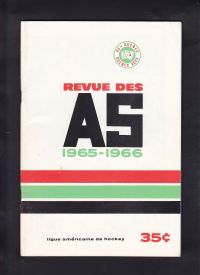 REVUE DES
AS
1965-1966
ligue américaine de hockey
35¢